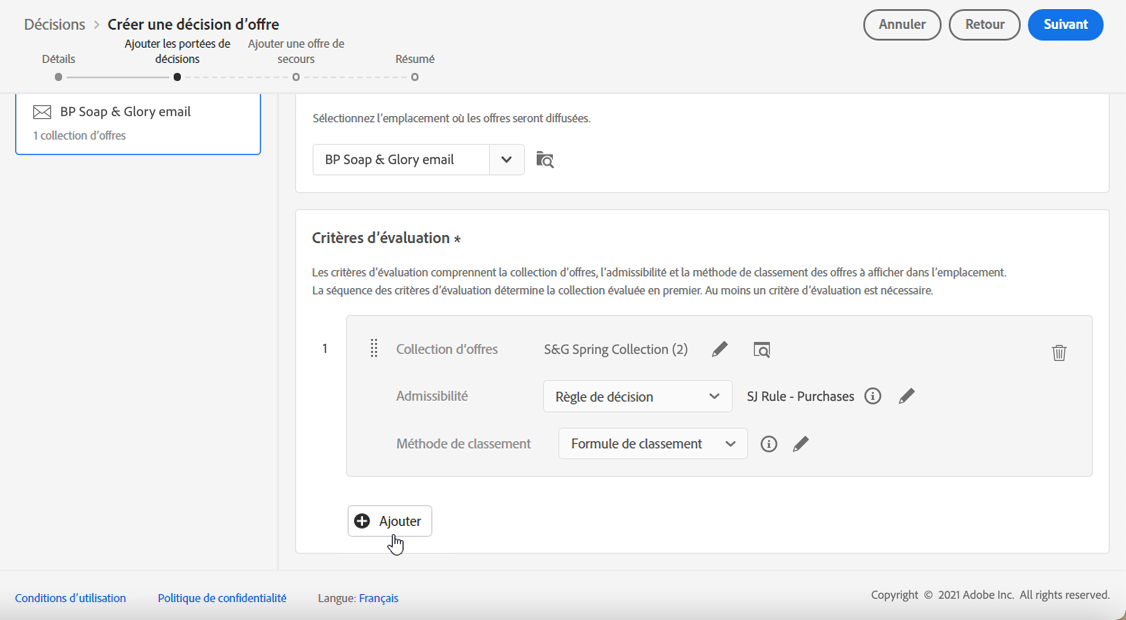 Décisions > Créer une décision d’offre
Annuler
Retour
Suivant
Détails
Ajouter les portées de
décisions
Ajouter une offre de
secours
Résumé
BP Soap & Glory email
1 collection d’offres
Sélectionnez l’emplacement où les offres seront diffusées.
BP Soap & Glory email
Critères d’évaluation *
Les critères d’évaluation comprennent la collection d’offres, l’admissibilité et la méthode de classement des offres à afficher dans l’emplacement.
La séquence des critères d’évaluation détermine la collection évaluée en premier. Au moins un critère d’évaluation est nécessaire.
1
Collection d’offres S&G Spring Collection (2)
Admissibilité Règle de décision SJ Rule - Purchases
Méthode de classement Formule de classement
Ajouter
Conditions d’utilisation Politique de confidentialité Langue: Français Copyright © 2021 Adobe Inc. All rights reserved.